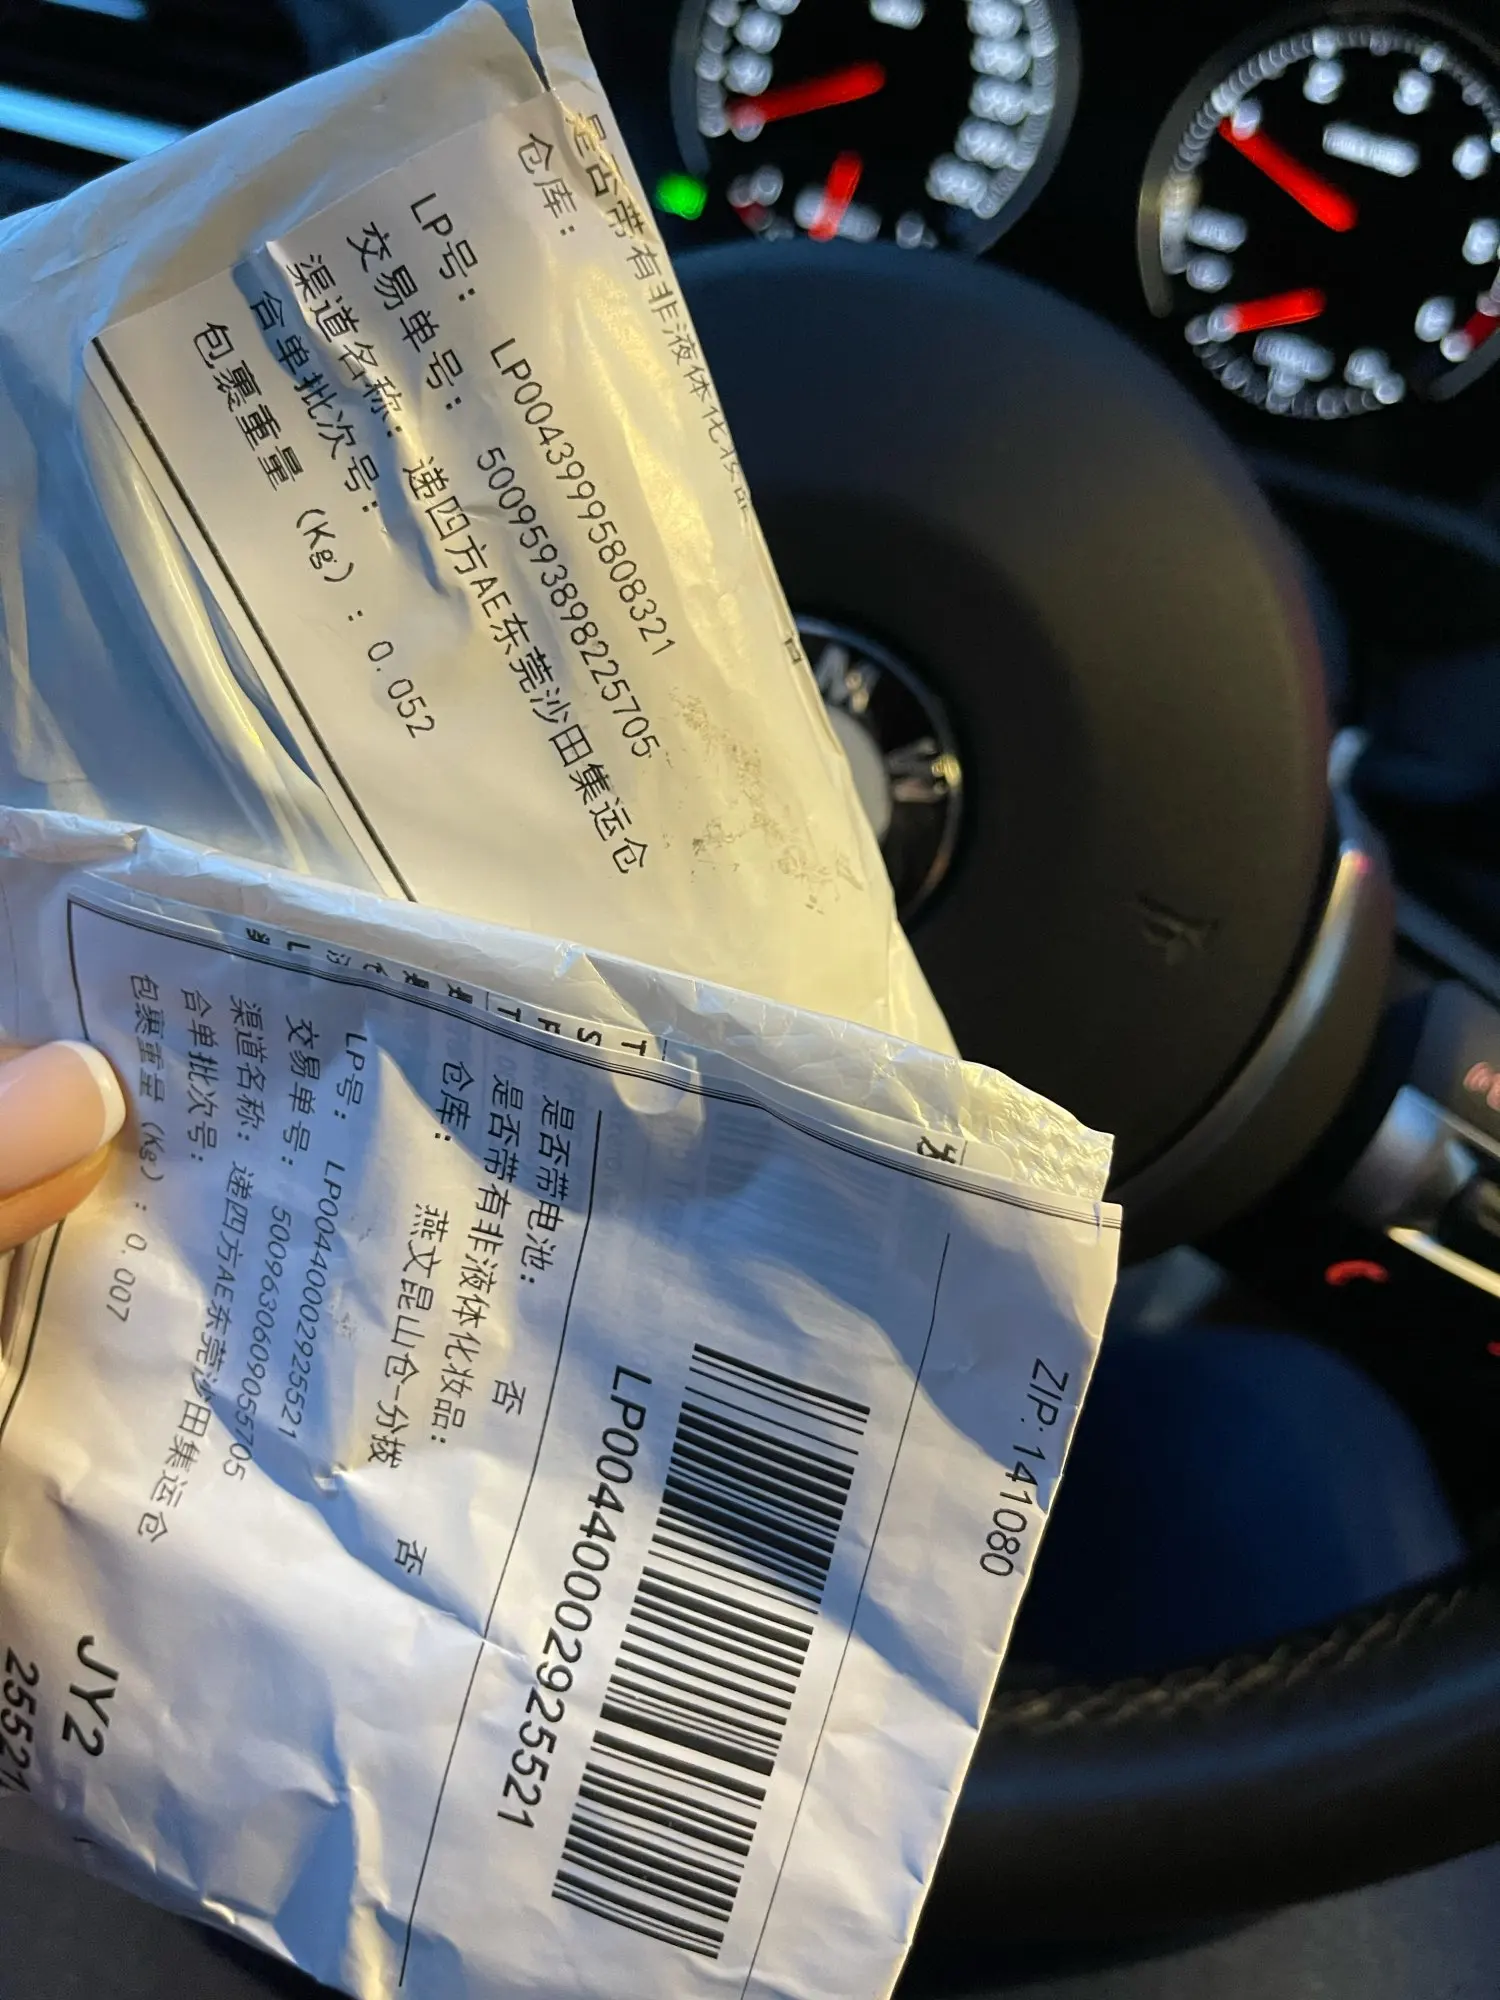 是否带有非液体化妆品
仓库：
LP号： LP00439995808321
交易单号： 5009593898225705
渠道名称： 递四方AE东莞沙田集运仓
合单批次号：
包裹重量 (Kg) : 0.052
ZIP: 141080
LP00440002925521
是否带电池： 否
是否带有非液体化妆品： 否
仓库： 燕文昆山仓-分拨
LP号： LP00440002925521
交易单号： 5009630609055705
渠道名称： 递四方AE东莞沙田集运仓
合单批次号：
包裹重量 (Kg) : 0.007
JY2
25521